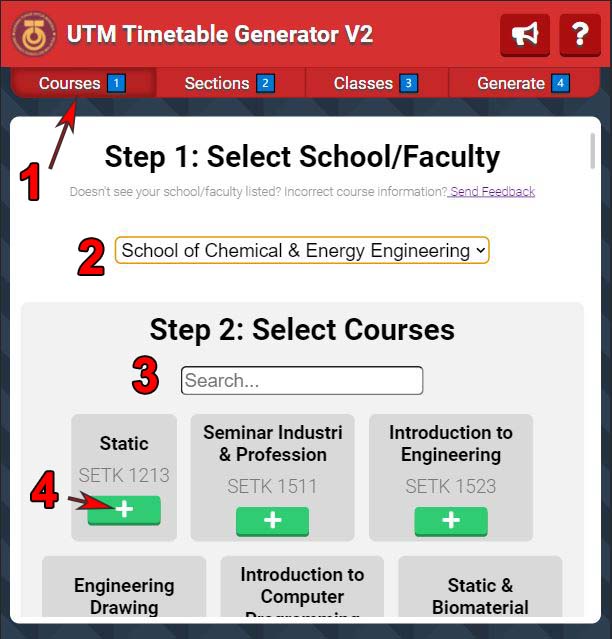 UTM Timetable Generator V2
?
Courses 1
Sections 2
Classes 3
Generate 4
1
Step 1: Select School/Faculty
Doesn't see your school/faculty listed? Incorrect course information? Send Feedback
2
School of Chemical & Energy Engineering
Step 2: Select Courses
3
Search...
Static
SETK 1213
+
Seminar Industri
& Profession
SETK 1511
+
Introduction to
Engineering
SETK 1523
+
4
Engineering
Drawing
Introduction to
Computer
Programming
Static &
Biomaterial